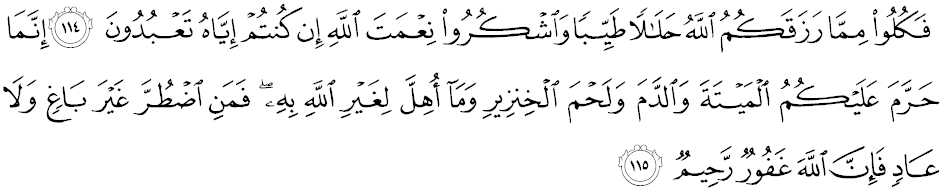 فَكُلُوا۟ مِمَّا رَزَقَكُمُ ٱللَّهُ حَلَـٰلًا طَيِّبًا وَٱشْكُرُوا۟ نِعْمَتَ ٱللَّهِ إِن كُنتُمْ إِيَّاهُ تَعْبُدُونَ ١١٤ إِنَّمَا
حَرَّمَ عَلَيْكُمُ ٱلْمَيْتَةَ وَٱلدَّمَ وَلَحْمَ ٱلْخِنزِيرِ وَمَآ أُهِلَّ لِغَيْرِ ٱللَّهِ بِهِۦ ۖ فَمَنِ ٱضْطُرَّ غَيْرَ بَاغٍ وَلَا
عَادٍ فَإِنَّ ٱللَّهَ غَفُورٌ رَّحِيمٌ ١١٥